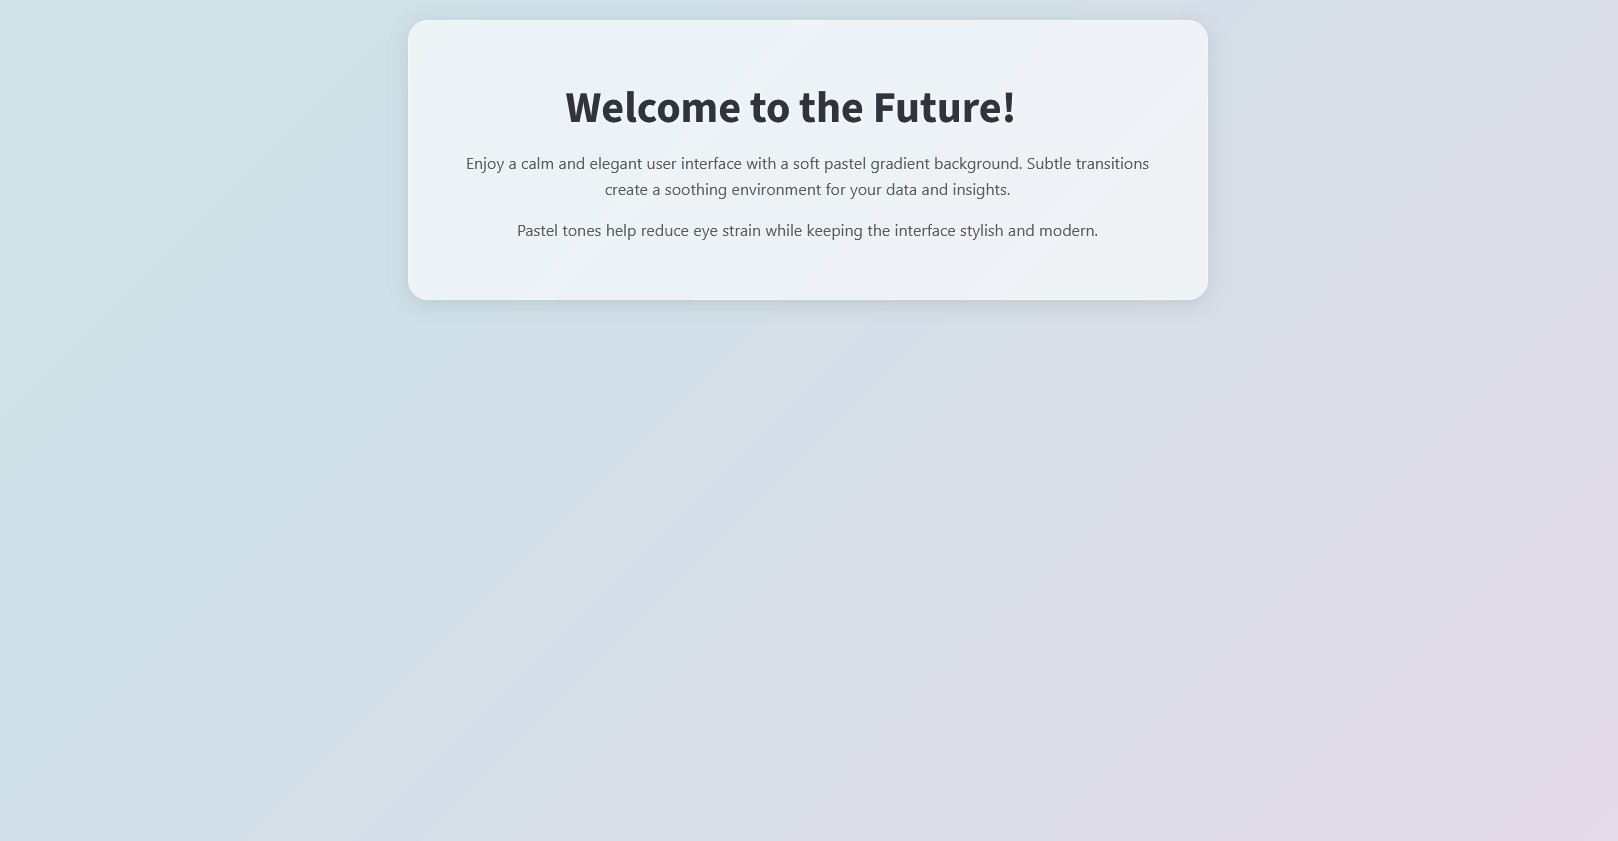 Welcome to the Future!
Enjoy a calm and elegant user interface with a soft pastel gradient background. Subtle transitions
create a soothing environment for your data and insights.
Pastel tones help reduce eye strain while keeping the interface stylish and modern.